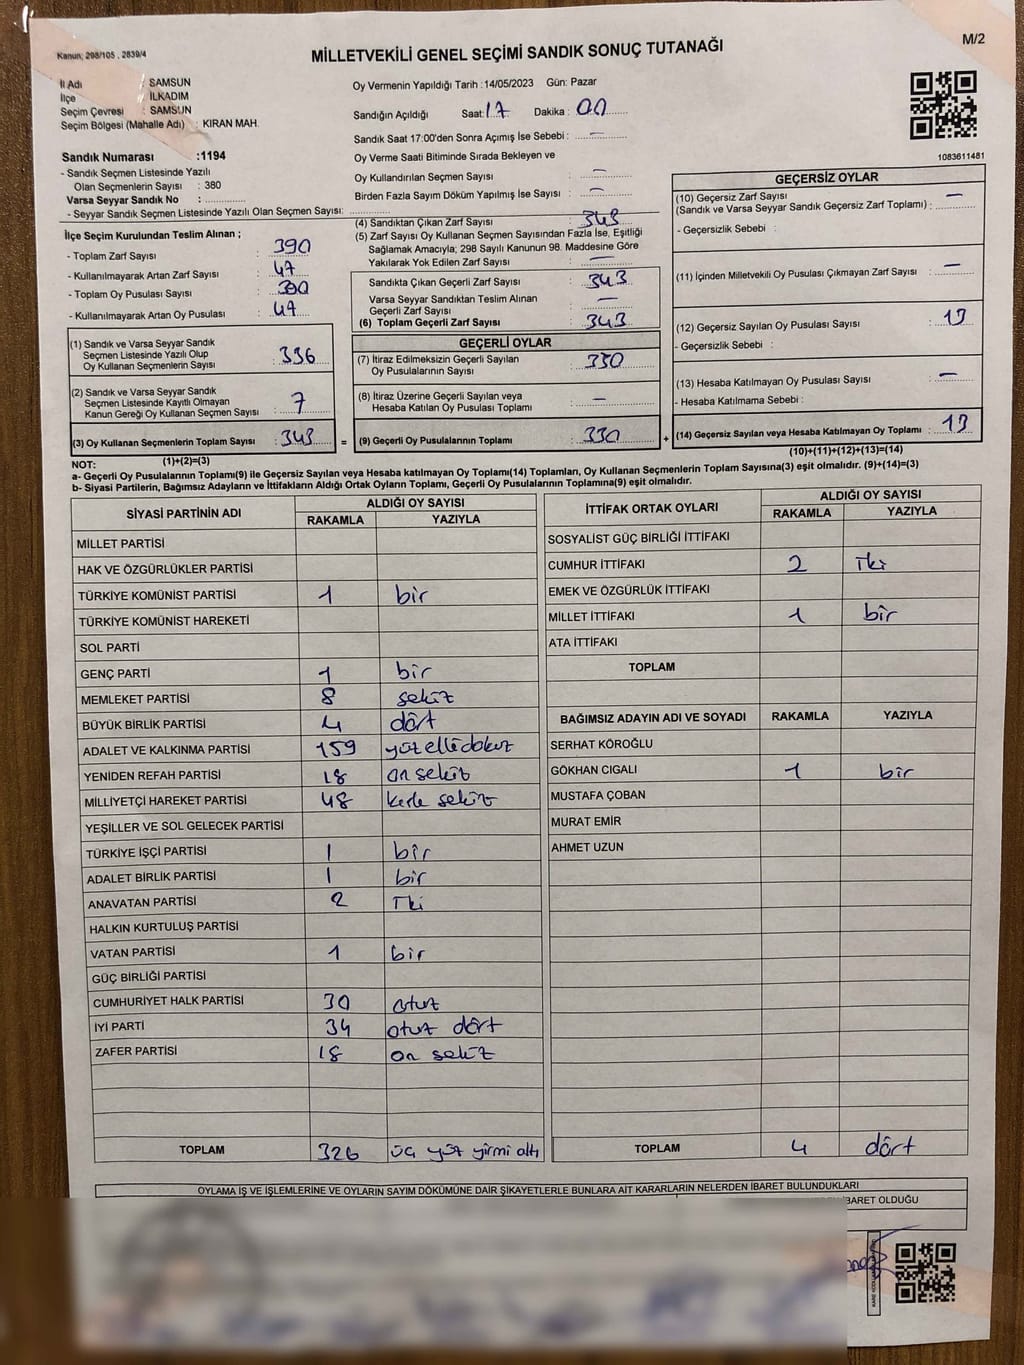 Kanun: 298/105 , 2839/4
MİLLETVEKİLİ GENEL SEÇİMİ SANDIK SONUÇ TUTANAĞI
M/2
İl Adı : SAMSUN
İlçe : İLKADIM
Seçim Çevresi : SAMSUN
Seçim Bölgesi (Mahalle Adı) : KIRAN MAH.
Oy Vermenin Yapıldığı Tarih :14/05/2023 Gün: Pazar
Sandığın Açıldığı Saat: 17 Dakika : 00
Sandık Saat 17:00'den Sonra Açılmış İse Sebebi : —
Oy Verme Saati Bitiminde Sırada Bekleyen ve
Oy Kullandırılan Seçmen Sayısı : —
Birden Fazla Sayım Döküm Yapılmış İse Sayısı : —
1083611481
Sandık Numarası :1194
- Sandık Seçmen Listesinde Yazılı
Olan Seçmenlerin Sayısı : 380
Varsa Seyyar Sandık No :
- Seyyar Sandık Seçmen Listesinde Yazılı Olan Seçmen Sayısı:
İlçe Seçim Kurulundan Teslim Alınan ;
- Toplam Zarf Sayısı : 390
- Kullanılmayarak Artan Zarf Sayısı : 47
- Toplam Oy Pusulası Sayısı : 390
- Kullanılmayarak Artan Oy Pusulası : 47
(4) Sandıktan Çıkan Zarf Sayısı : 343
(5) Zarf Sayısı Oy Kullanan Seçmen Sayısından Fazla İse, Eşitliği
Sağlamak Amacıyla; 298 Sayılı Kanunun 98. Maddesine Göre
Yakılarak Yok Edilen Zarf Sayısı : —
Sandıkta Çıkan Geçerli Zarf Sayısı : 343
Varsa Seyyar Sandıktan Teslim Alınan
Geçerli Zarf Sayısı : —
(6) Toplam Geçerli Zarf Sayısı : 343
GEÇERSİZ OYLAR
(10) Geçersiz Zarf Sayısı
(Sandık ve Varsa Seyyar Sandık Geçersiz Zarf Toplamı) : —
- Geçersizlik Sebebi :
(11) İçinden Milletvekili Oy Pusulası Çıkmayan Zarf Sayısı : —
(12) Geçersiz Sayılan Oy Pusulası Sayısı : 13
- Geçersizlik Sebebi :
(13) Hesaba Katılmayan Oy Pusulası Sayısı : —
- Hesaba Katılmama Sebebi :
(14) Geçersiz Sayılan veya Hesaba Katılmayan Oy Toplamı : 13
(10)+(11)+(12)+(13)=(14)
(1) Sandık ve Varsa Seyyar Sandık
Seçmen Listesinde Yazılı Olup
Oy Kullanan Seçmenlerin Sayısı : 336
(2) Sandık ve Varsa Seyyar Sandık
Seçmen Listesinde Kayıtlı Olmayan
Kanun Gereği Oy Kullanan Seçmen Sayısı : 7
(3) Oy Kullanan Seçmenlerin Toplam Sayısı : 343 =
(1)+(2)=(3)
GEÇERLİ OYLAR
(7) İtiraz Edilmeksizin Geçerli Sayılan
Oy Pusulalarının Sayısı : 330
(8) İtiraz Üzerine Geçerli Sayılan veya
Hesaba Katılan Oy Pusulası Toplamı : —
(9) Geçerli Oy Pusulalarının Toplamı : 330 +
NOT:
a- Geçerli Oy Pusulalarının Toplamı(9) ile Geçersiz Sayılan veya Hesaba katılmayan Oy Toplamı(14) Toplamları, Oy Kullanan Seçmenlerin Toplam Sayısına(3) eşit olmalıdır. (9)+(14)=(3)
b- Siyasi Partilerin, Bağımsız Adayların ve İttifakların Aldığı Ortak Oyların Toplamı, Geçerli Oy Pusulalarının Toplamına(9) eşit olmalıdır.
SİYASİ PARTİNİN ADI ALDIĞI OY SAYISI
RAKAMLA YAZIYLA
MİLLET PARTİSİ
HAK VE ÖZGÜRLÜKLER PARTİSİ
TÜRKİYE KOMÜNİST PARTİSİ 1 bir
TÜRKİYE KOMÜNİST HAREKETİ
SOL PARTİ
GENÇ PARTİ 1 bir
MEMLEKET PARTİSİ 8 sekiz
BÜYÜK BİRLİK PARTİSİ 4 dört
ADALET VE KALKINMA PARTİSİ 159 yüz elli dokuz
YENİDEN REFAH PARTİSİ 18 on sekiz
MİLLİYETÇİ HAREKET PARTİSİ 48 kırk sekiz
YEŞİLLER VE SOL GELECEK PARTİSİ
TÜRKİYE İŞÇİ PARTİSİ 1 bir
ADALET BİRLİK PARTİSİ 1 bir
ANAVATAN PARTİSİ 2 iki
HALKIN KURTULUŞ PARTİSİ
VATAN PARTİSİ 1 bir
GÜÇ BİRLİĞİ PARTİSİ
CUMHURİYET HALK PARTİSİ 30 otuz
İYİ PARTİ 34 otuz dört
ZAFER PARTİSİ 18 on sekiz
TOPLAM 326 üç yüz yirmi altı
İTTİFAK ORTAK OYLARI ALDIĞI OY SAYISI
RAKAMLA YAZIYLA
SOSYALİST GÜÇ BİRLİĞİ İTTİFAKI
CUMHUR İTTİFAKI 2 iki
EMEK VE ÖZGÜRLÜK İTTİFAKI
MİLLET İTTİFAKI 1 bir
ATA İTTİFAKI
TOPLAM
BAĞIMSIZ ADAYIN ADI VE SOYADI RAKAMLA YAZIYLA
SERHAT KÖROĞLU
GÖKHAN CIGALI 1 bir
MUSTAFA ÇOBAN
MURAT EMİR
AHMET UZUN
TOPLAM 4 dört
OYLAMA İŞ VE İŞLEMLERİNE VE OYLARIN SAYIM DÖKÜMÜNE DAİR ŞİKAYETLERLE BUNLARA AİT KARARLARIN NELERDEN İBARET BULUNDUKLARI
İBARET OLDUĞU